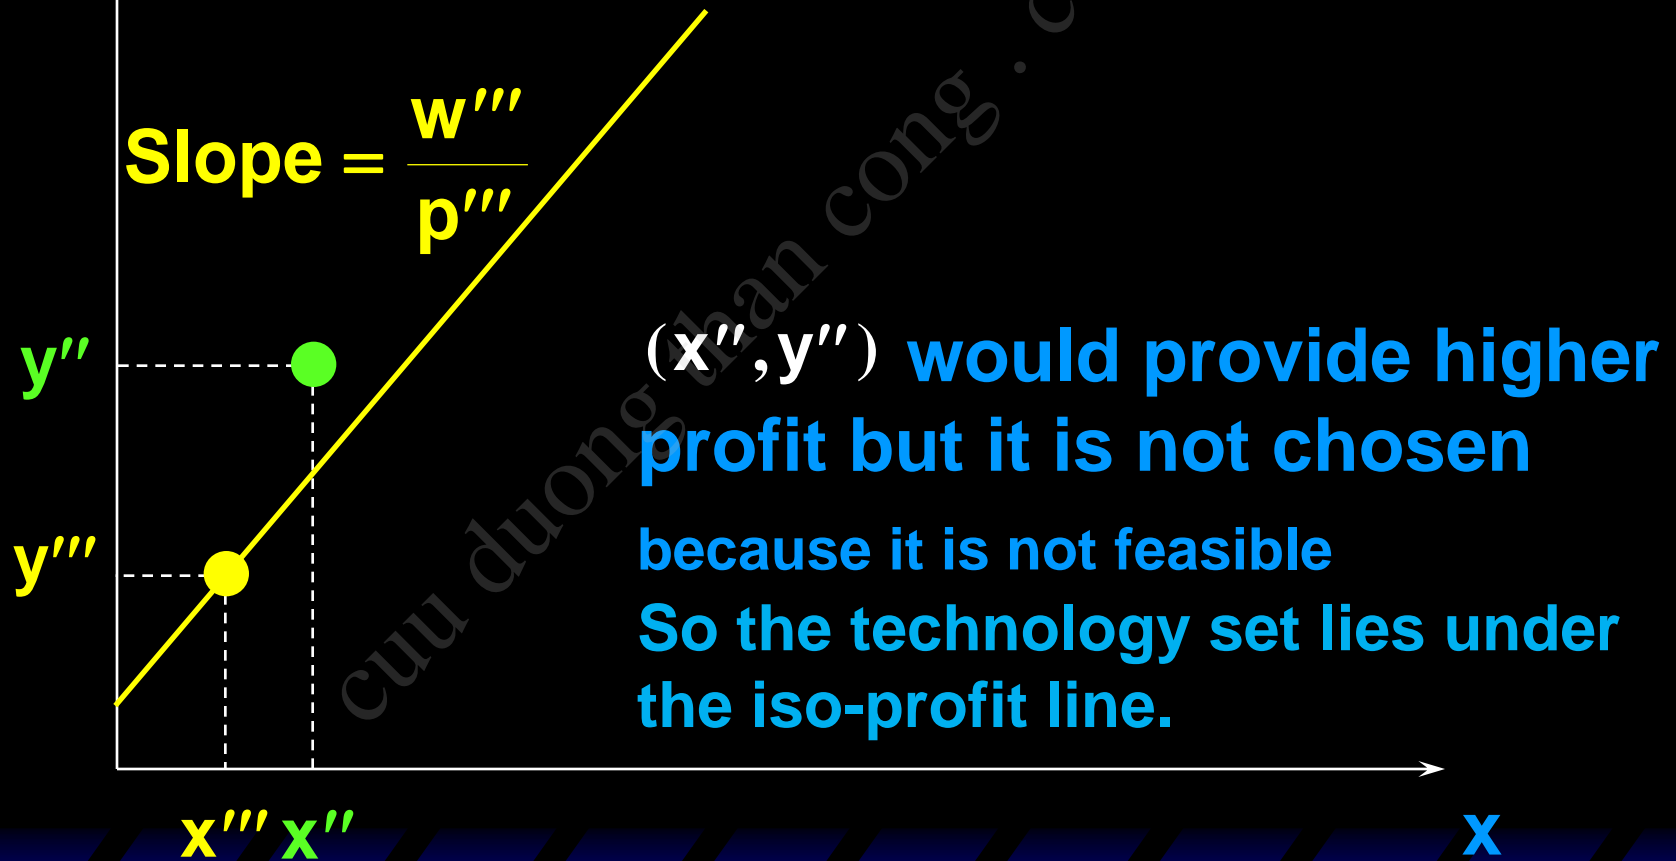 Slope = w‴/p‴
y″
(x″,y″) would provide higher
profit but it is not chosen
because it is not feasible
y‴
So the technology set lies under
the iso-profit line.
x‴ x″ x
cuu duong than cong . c